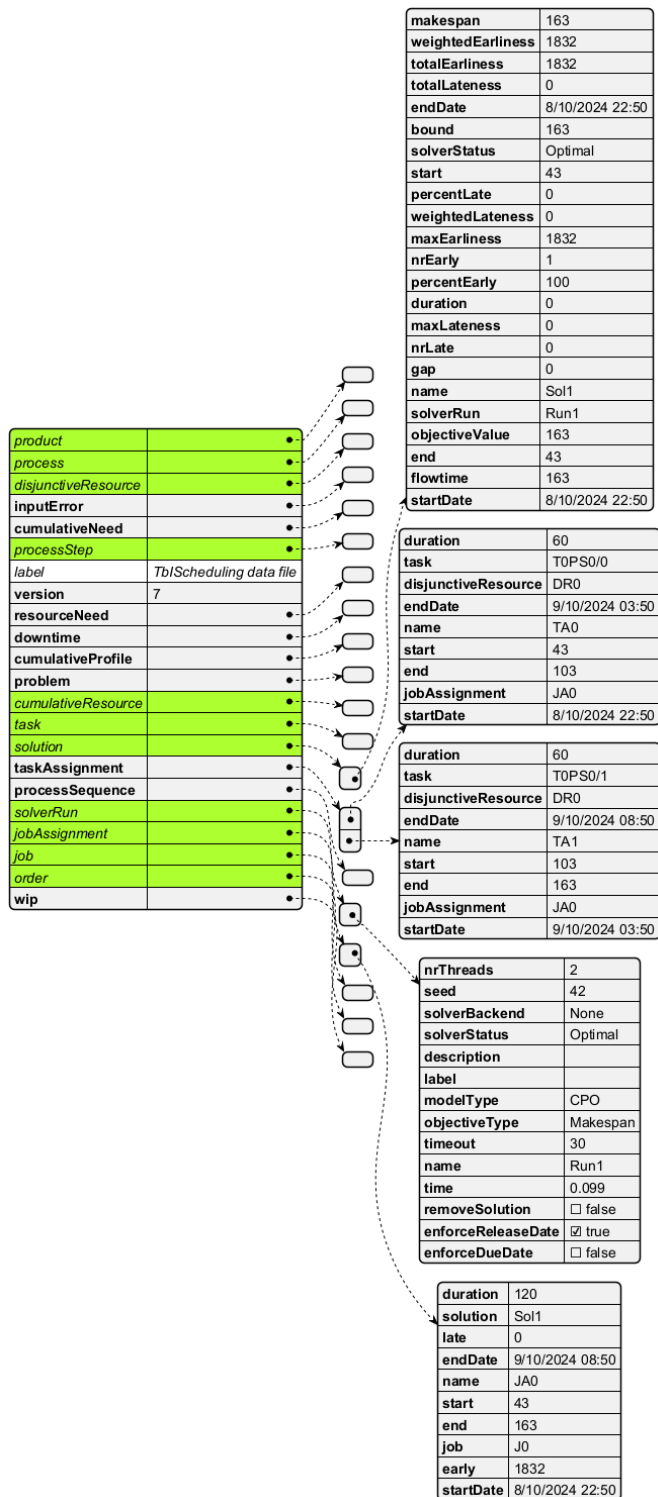 makespan 163
weightedEarliness 1832
totalEarliness 1832
totalLateness 0
endDate 8/10/2024 22:50
bound 163
solverStatus Optimal
start 43
percentLate 0
weightedLateness 0
maxEarliness 1832
nrEarly 1
percentEarly 100
duration 0
maxLateness 0
nrLate 0
gap 0
name Sol1
solverRun Run1
objectiveValue 163
end 43
flowtime 163
startDate 8/10/2024 22:50
product
process
disjunctiveResource
inputError
cumulativeNeed
processStep
label TblScheduling data file
version 7
resourceNeed
downtime
cumulativeProfile
problem
cumulativeResource
task
solution
taskAssignment
processSequence
solverRun
jobAssignment
job
order
wip
duration 60
task T0PS0/0
disjunctiveResource DR0
endDate 9/10/2024 03:50
name TA0
start 43
end 103
jobAssignment JA0
startDate 8/10/2024 22:50
duration 60
task T0PS0/1
disjunctiveResource DR0
endDate 9/10/2024 08:50
name TA1
start 103
end 163
jobAssignment JA0
startDate 9/10/2024 03:50
nrThreads 2
seed 42
solverBackend None
solverStatus Optimal
description
label
modelType CPO
objectiveType Makespan
timeout 30
name Run1
time 0.099
removeSolution ☐ false
enforceReleaseDate ☑ true
enforceDueDate ☐ false
duration 120
solution Sol1
late 0
endDate 9/10/2024 08:50
name JA0
start 43
end 163
job J0
early 1832
startDate 8/10/2024 22:50